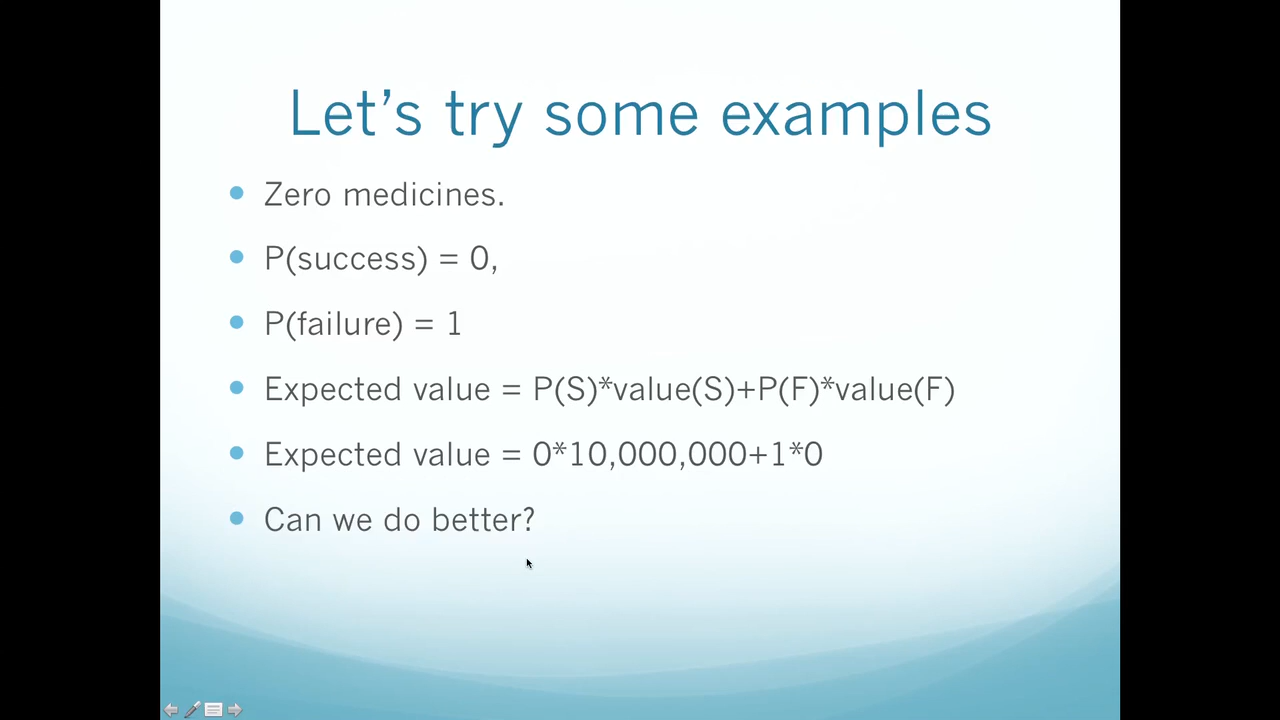 Let's try some examples
Zero medicines.
P(success) = 0,
P(failure) = 1
Expected value = P(S)*value(S)+P(F)*value(F)
Expected value = 0*10,000,000+1*0
Can we do better?